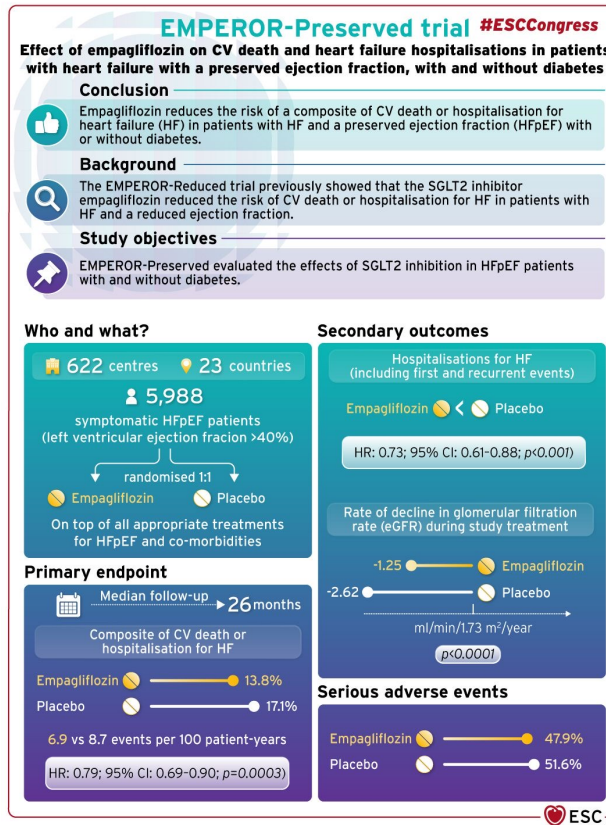 EMPEROR-Preserved trial #ESCCongress
Effect of empagliflozin on CV death and heart failure hospitalisations in patients
with heart failure with a preserved ejection fraction, with and without diabetes
Conclusion
Empagliflozin reduces the risk of a composite of CV death or hospitalisation for
heart failure (HF) in patients with HF and a preserved ejection fraction (HFpEF) with
or without diabetes.
Background
The EMPEROR-Reduced trial previously showed that the SGLT2 inhibitor
empagliflozin reduced the risk of CV death or hospitalisation for HF in patients with
HF and a reduced ejection fraction.
Study objectives
EMPEROR-Preserved evaluated the effects of SGLT2 inhibition in HFpEF patients
with and without diabetes.
Who and what?
622 centres 23 countries
5,988
symptomatic HFpEF patients
(left ventricular ejection fracion >40%)
randomised 1:1
Empagliflozin Placebo
On top of all appropriate treatments
for HFpEF and co-morbidities
Primary endpoint
Median follow-up 26 months
Composite of CV death or
hospitalisation for HF
Empagliflozin 13.8%
Placebo 17.1%
6.9 vs 8.7 events per 100 patient-years
HR: 0.79; 95% CI: 0.69-0.90; p=0.0003)
Secondary outcomes
Hospitalisations for HF
(including first and recurrent events)
Empagliflozin < Placebo
HR: 0.73; 95% CI: 0.61-0.88; p<0.001)
Rate of decline in glomerular filtration
rate (eGFR) during study treatment
-1.25 Empagliflozin
-2.62 Placebo
ml/min/1.73 m²/year
p<0.0001
Serious adverse events
Empagliflozin 47.9%
Placebo 51.6%
ESC